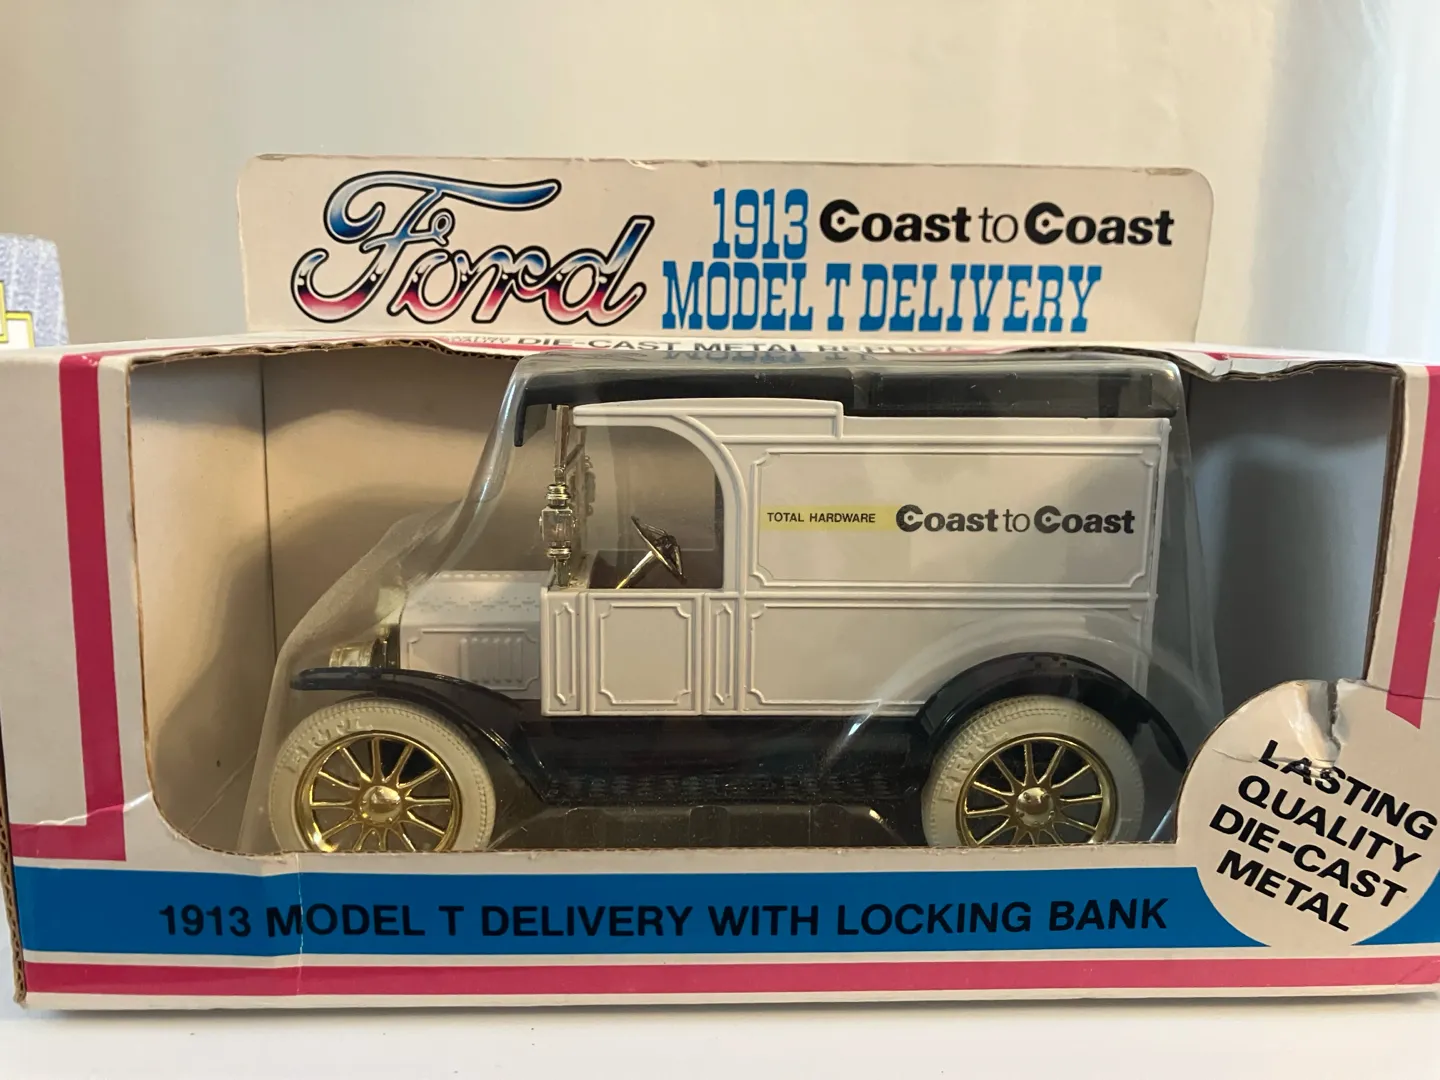 Ford
1913 Coast to Coast
MODEL T DELIVERY
DIE-CAST METAL REPLICA
TOTAL HARDWARE Coast to Coast
LASTING
QUALITY
DIE-CAST
METAL
1913 MODEL T DELIVERY WITH LOCKING BANK